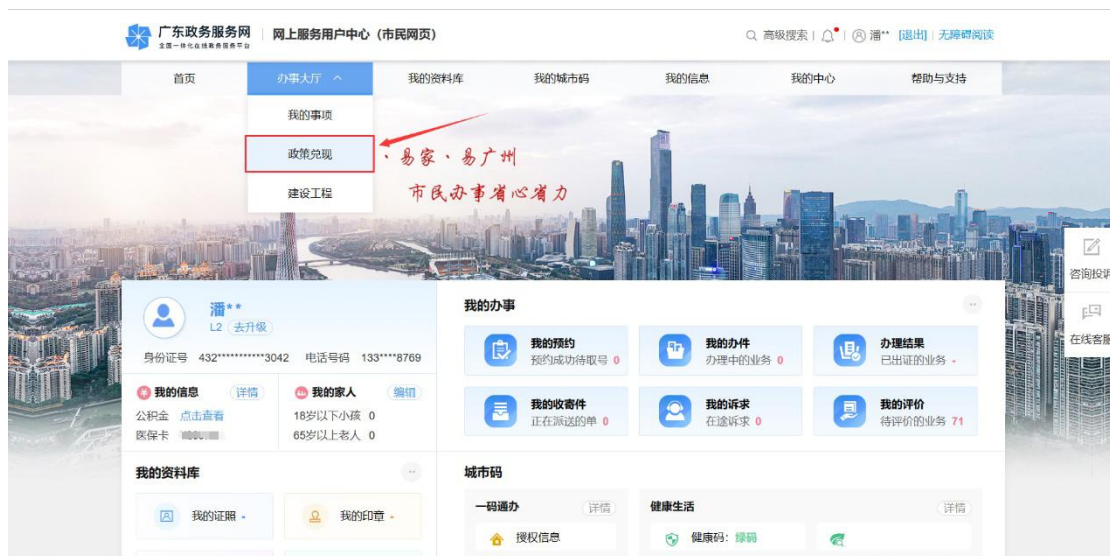 广东政务服务网 网上服务用户中心（市民网页） 高级搜索 潘** [退出] 无障碍阅读
全国一体化在线政务服务平台
首页 办事大厅 我的资料库 我的城市码 我的信息 我的中心 帮助与支持
我的事项
政策兑现
建设工程
、易家、易广州
市民办事省心省力
咨询投诉
在线客服
潘**
L2 去升级
身份证号 432***********3042 电话号码 133****8769
我的信息 详情 我的家人 编辑
公积金 点击查看 18岁以下小孩 0
医保卡 65岁以上老人 0
我的办事
我的预约 我的办件 办理结果
预约成功待取号 0 办理中的业务 0 已出证的业务 -
我的收寄件 我的诉求 我的评价
正在派送的单 0 在途诉求 0 待评价的业务 71
我的资料库
我的证照 - 我的印章 -
城市码
一码通办 详情 健康生活 详情
授权信息 健康码：绿码